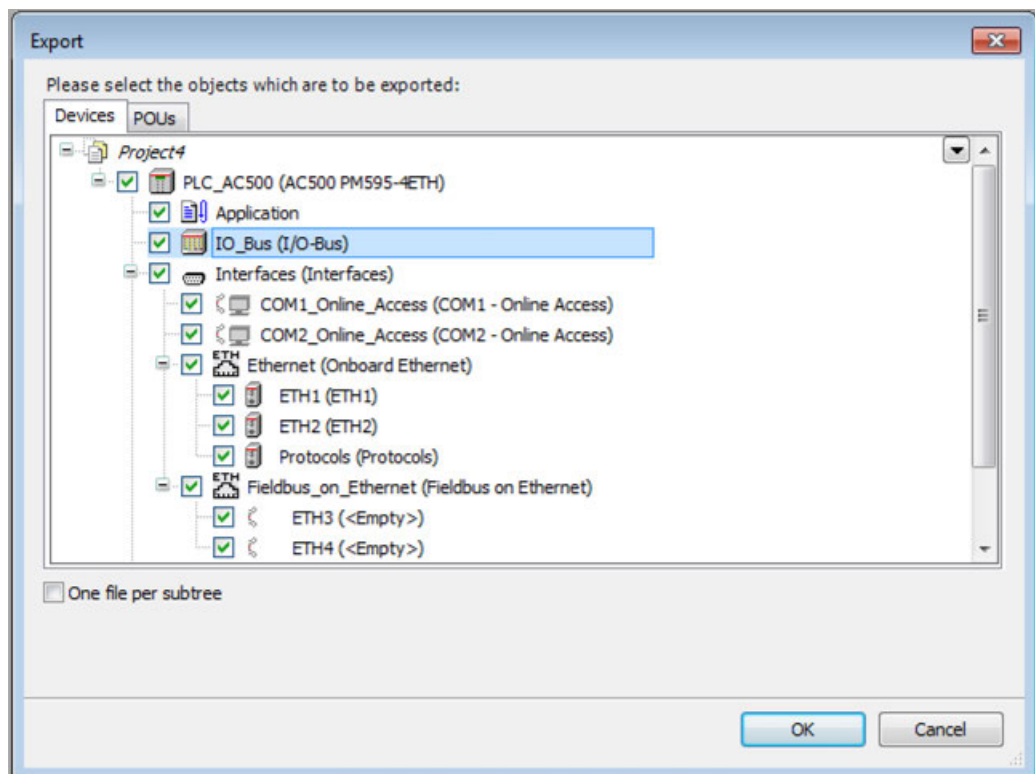 Export
Please select the objects which are to be exported:
Devices POUs
Project4
PLC_AC500 (AC500 PM595-4ETH)
Application
IO_Bus (I/O-Bus)
Interfaces (Interfaces)
COM1_Online_Access (COM1 - Online Access)
COM2_Online_Access (COM2 - Online Access)
ETH Ethernet (Onboard Ethernet)
ETH1 (ETH1)
ETH2 (ETH2)
Protocols (Protocols)
ETH Fieldbus_on_Ethernet (Fieldbus on Ethernet)
ETH3 (<Empty>)
ETH4 (<Empty>)
One file per subtree
OK Cancel